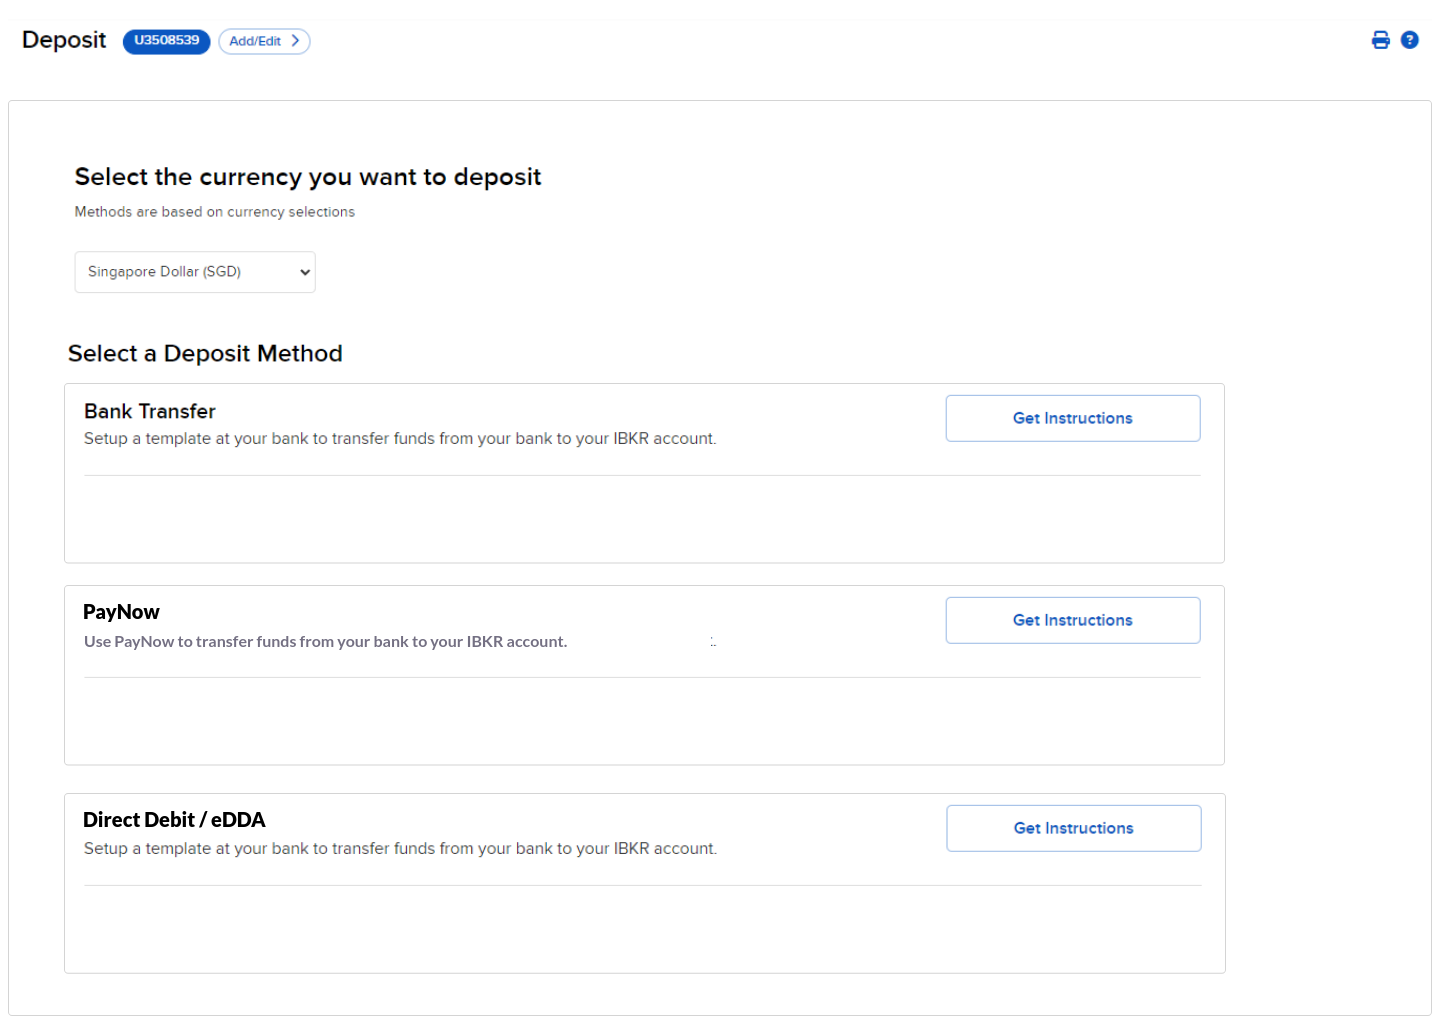 Deposit U3508539 Add/Edit
Select the currency you want to deposit
Methods are based on currency selections
Singapore Dollar (SGD)
Select a Deposit Method
Bank Transfer
Get Instructions
Setup a template at your bank to transfer funds from your bank to your IBKR account.
PayNow
Get Instructions
Use PayNow to transfer funds from your bank to your IBKR account.
Direct Debit / eDDA
Get Instructions
Setup a template at your bank to transfer funds from your bank to your IBKR account.